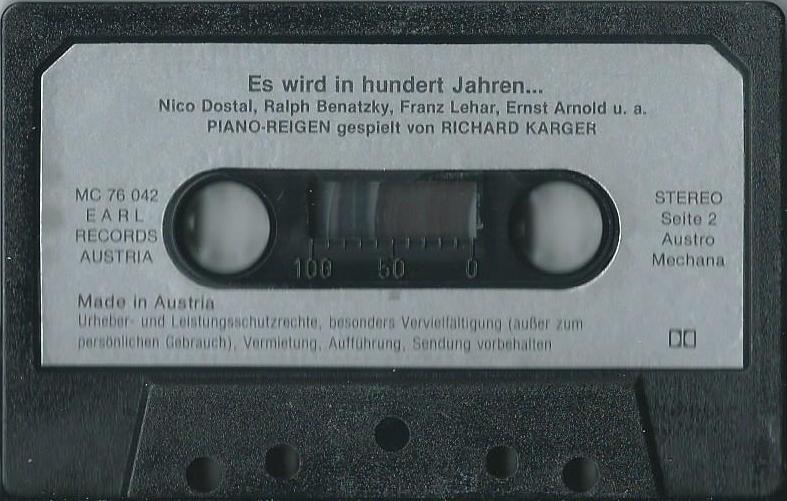 Es wird in hundert Jahren...
Nico Dostal, Ralph Benatzky, Franz Lehar, Ernst Arnold u. a.
PIANO-REIGEN gespielt von RICHARD KARGER
MC 76 042
EARL
RECORDS
AUSTRIA
STEREO
Seite 2
Austro
Mechana
100 50 0
Made in Austria
Urheber- und Leistungsschutzrechte, besonders Vervielfältigung (außer zum
persönlichen Gebrauch), Vermietung, Aufführung, Sendung vorbehalten